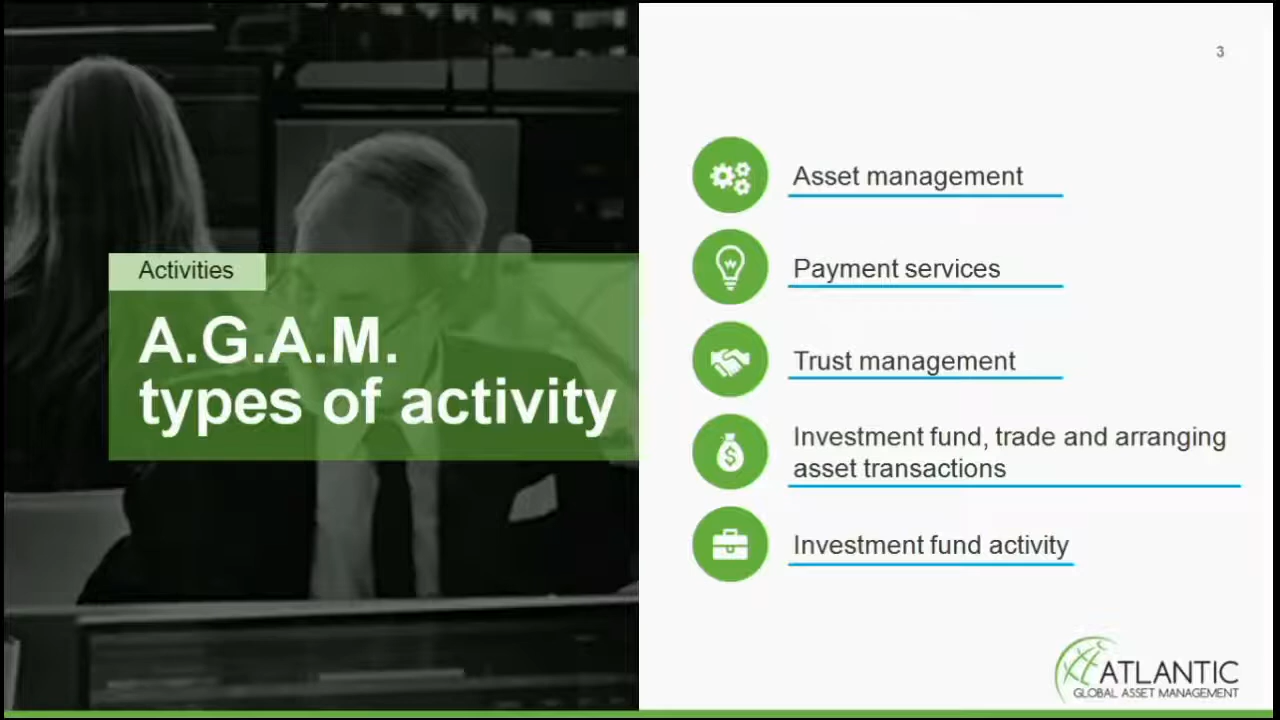 3
Activities
A.G.A.M.
types of activity
Asset management
Payment services
Trust management
Investment fund, trade and arranging
asset transactions
Investment fund activity
ATLANTIC
GLOBAL ASSET MANAGEMENT